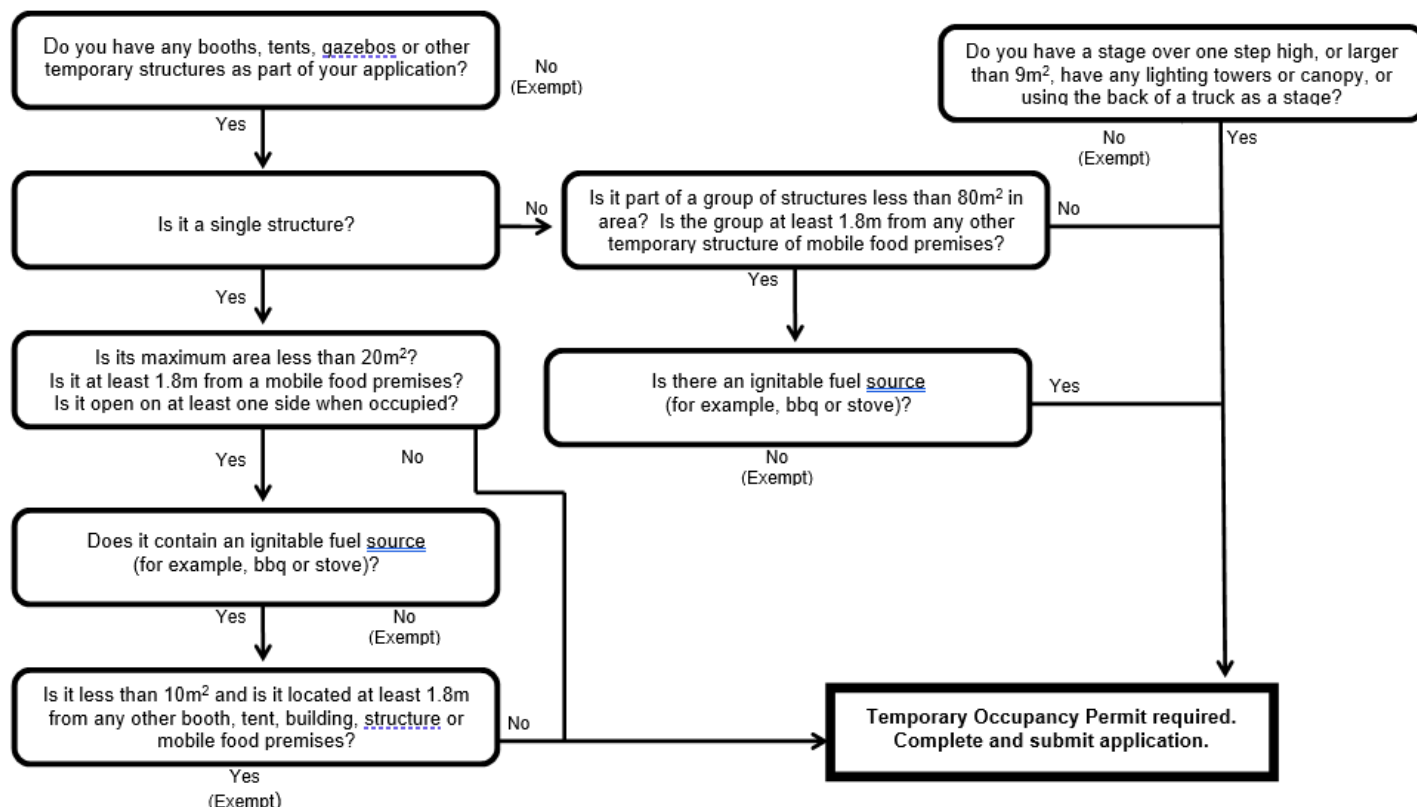 Do you have any booths, tents, gazebos or other
temporary structures as part of your application?
No
(Exempt)
Do you have a stage over one step high, or larger
than 9m², have any lighting towers or canopy, or
using the back of a truck as a stage?
Yes
No
(Exempt)
Yes
Is it a single structure?
No
Is it part of a group of structures less than 80m² in
area? Is the group at least 1.8m from any other
temporary structure of mobile food premises?
No
Yes
Yes
Is its maximum area less than 20m²?
Is it at least 1.8m from a mobile food premises?
Is it open on at least one side when occupied?
Is there an ignitable fuel source
(for example, bbq or stove)?
Yes
No
(Exempt)
Yes
No
Does it contain an ignitable fuel source
(for example, bbq or stove)?
Yes
No
(Exempt)
Is it less than 10m² and is it located at least 1.8m
from any other booth, tent, building, structure or
mobile food premises?
No
Yes
(Exempt)
Temporary Occupancy Permit required.
Complete and submit application.